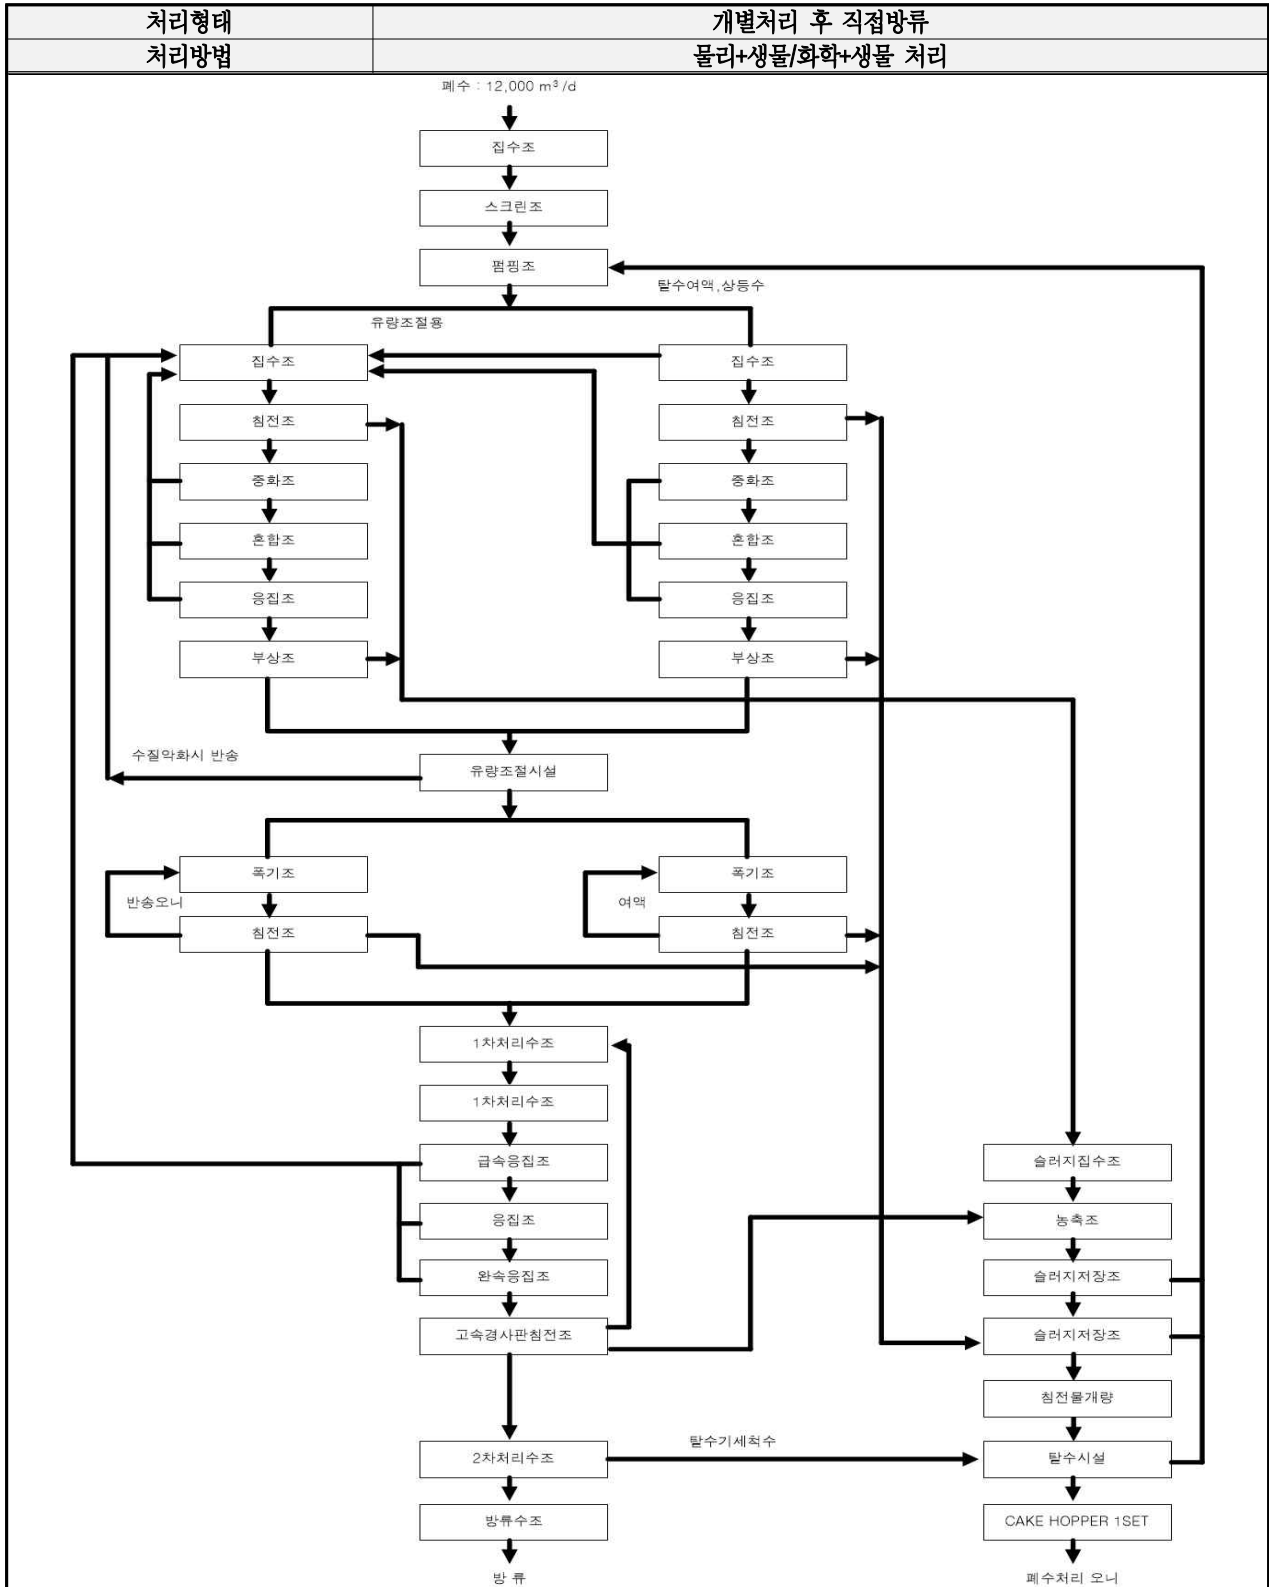 처리형태 개별처리 후 직접방류
처리방법 물리+생물/화학+생물 처리
폐수 : 12,000 m³/d
집수조
스크린조
펌핑조
탈수여액,상등수
유량조절용
집수조 집수조
침전조 침전조
중화조 중화조
혼합조 혼합조
응집조 응집조
부상조 부상조
수질악화시 반송
유량조절시설
폭기조 폭기조
반송오니 여액
침전조 침전조
1차처리수조
1차처리수조
급속응집조 슬러지집수조
응집조 농축조
완속응집조 슬러지저장조
고속경사판침전조 슬러지저장조
침전물개량
탈수기세척수
2차처리수조 탈수시설
방류수조 CAKE HOPPER 1SET
방 류 폐수처리 오니